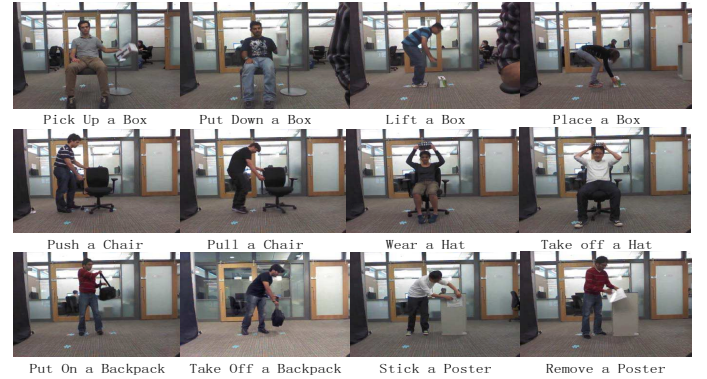 Pick Up a Box
Put Down a Box
Lift a Box
Place a Box
Push a Chair
Pull a Chair
Wear a Hat
Take off a Hat
Put On a Backpack
Take Off a Backpack
Stick a Poster
Remove a Poster